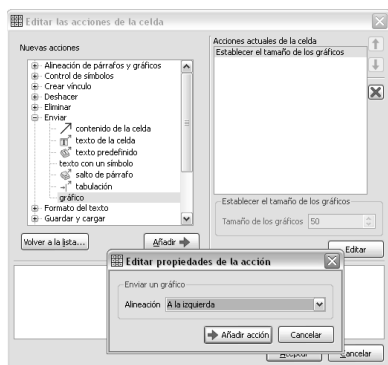 Editar las acciones de la celda
Nuevas acciones
Alineación de párrafos y gráficos
Control de símbolos
Crear vínculo
Deshacer
Eliminar
Enviar
contenido de la celda
texto de la celda
texto predefinido
texto con un símbolo
salto de párrafo
tabulación
gráfico
Formato del texto
Guardar y cargar
Volver a la lista...
Añadir
Acciones actuales de la celda
Establecer el tamaño de los gráficos
Establecer el tamaño de los gráficos
Tamaño de los gráficos 50
Editar
Editar propiedades de la acción
Enviar un gráfico
Alineación A la izquierda
Añadir acción Cancelar
Aceptar Cancelar